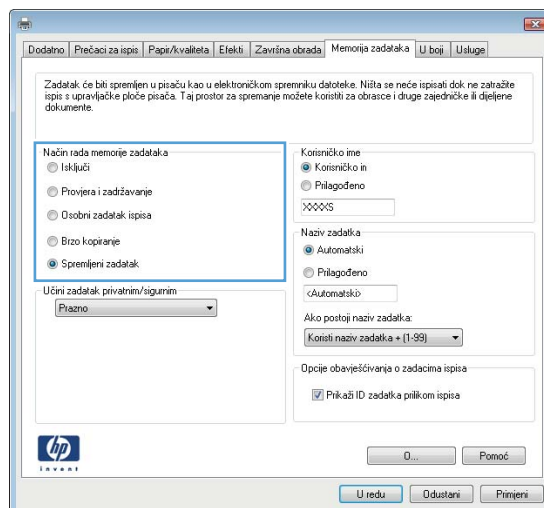 Dodatno Prečaci za ispis Papir/kvaliteta Efekti Završna obrada Memorija zadataka U boji Usluge
Zadatak će biti spremljen u pisaču kao u elektroničkom spremniku datoteke. Ništa se neće ispisati dok ne zatražite
ispis s upravljačke ploče pisača. Taj prostor za spremanje možete koristiti za obrasce i druge zajedničke ili dijeljene
dokumente.
Način rada memorije zadataka
Isključi
Provjera i zadržavanje
Osobni zadatak ispisa
Brzo kopiranje
Spremljeni zadatak
Učini zadatak privatnim/sigurnim
Prazno
Korisničko ime
Korisničko in
Prilagođeno
XXXXS
Naziv zadatka
Automatski
Prilagođeno
<Automatski>
Ako postoji naziv zadatka:
Koristi naziv zadatka + (1-99)
Opcije obavješćivanja o zadacima ispisa
Prikaži ID zadatka prilikom ispisa
hp
invent
O... Pomoć
U redu Odustani Primjeni